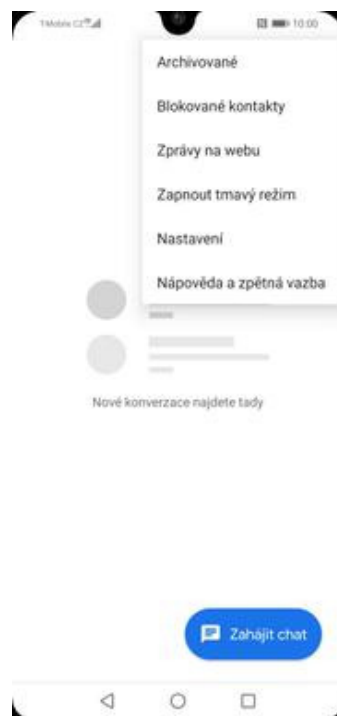 T-Mobile CZ
10:00
Archivované
Blokované kontakty
Zprávy na webu
Zapnout tmavý režim
Nastavení
Nápověda a zpětná vazba
Nové konverzace najdete tady
Zahájit chat